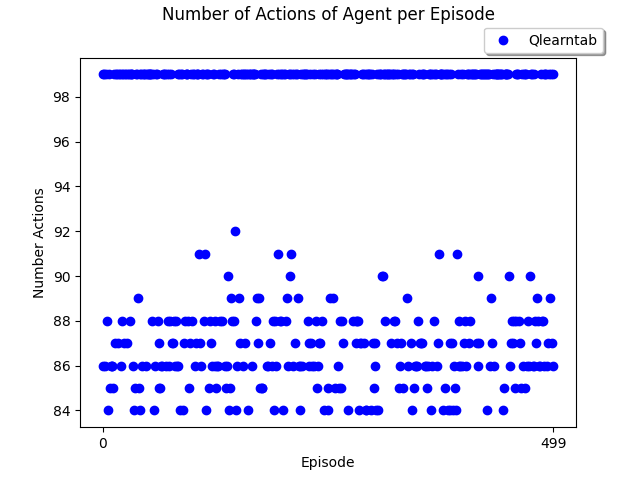 Number of Actions of Agent per Episode
Qlearntab
98
96
94
92
90
88
86
84
Number Actions
0
499
Episode